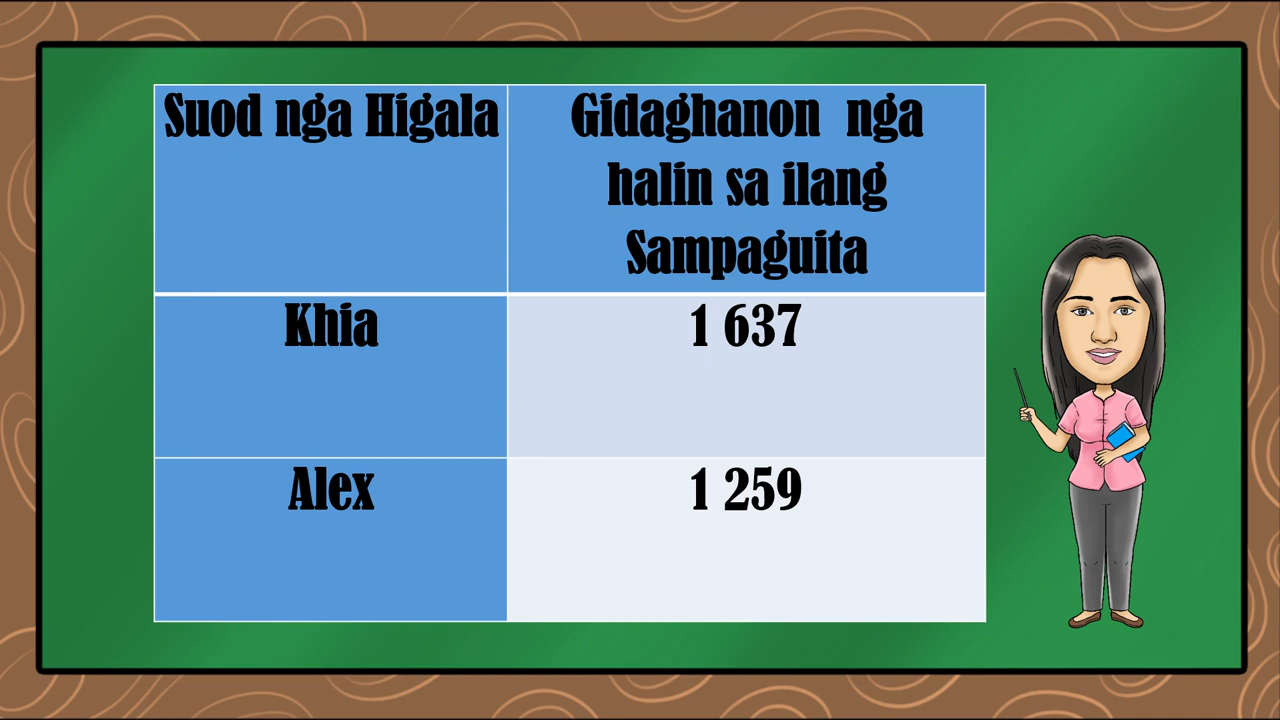 Suod nga Higala
Gidaghanon nga
halin sa ilang
Sampaguita
Khia
1 637
Alex
1 259